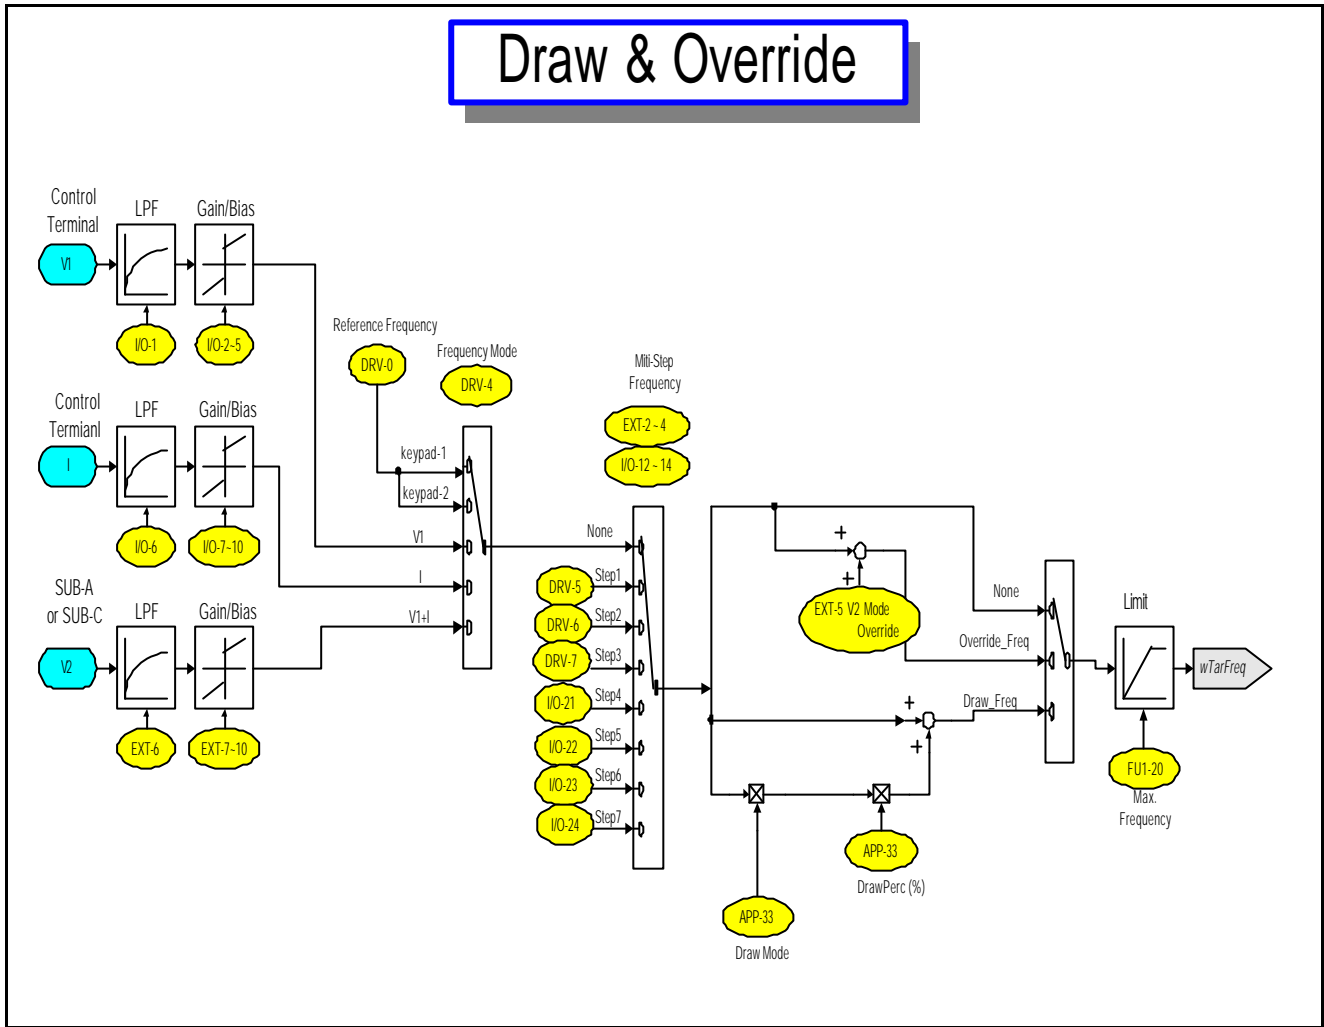 Draw & Override
Control
Terminal
V1
LPF
Gain/Bias
I/O-1
I/O-2~5
Control
Termianl
I
LPF
Gain/Bias
I/O-6
I/O-7~10
SUB-A
or SUB-C
V2
LPF
Gain/Bias
EXT-6
EXT-7~10
Reference Frequency
DRV-0
Frequency Mode
DRV-4
keypad-1
keypad-2
V1
I
V1+I
Mlti-Step
Frequency
EXT-2 ~ 4
I/O-12 ~ 14
None
DRV-5
Step1
DRV-6
Step2
DRV-7
Step3
I/O-21
Step4
I/O-22
Step5
I/O-23
Step6
I/O-24
Step7
+
+
EXT-5 V2 Mode
Override
None
Override_Freq
Draw_Freq
+
+
APP-33
DrawPerc (%)
APP-33
Draw Mode
Limit
wTarFreq
FU1-20
Max.
Frequency